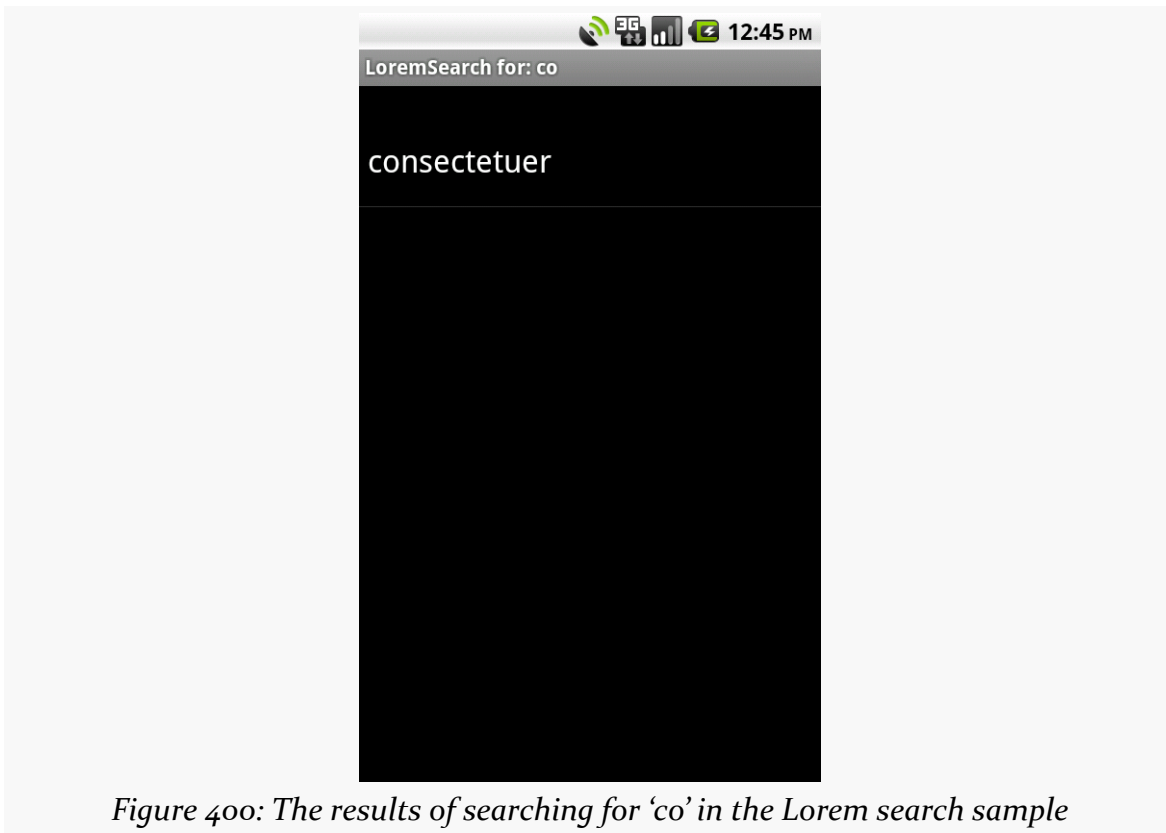 3G 12:45 PM
LoremSearch for: co
consectetuer
Figure 400: The results of searching for ‘co’ in the Lorem search sample